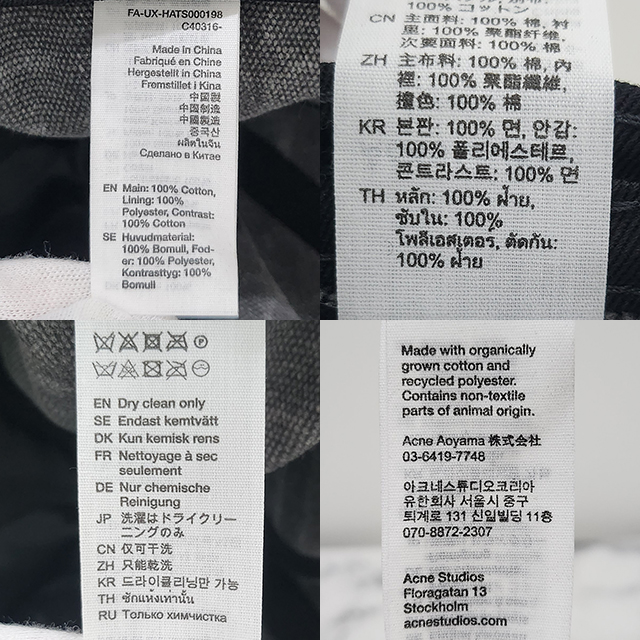 FA-UX-HATS000198
C40316-
Made in China
Fabriqué en Chine
Hergestellt in China
Fremstillet i Kina
中国製
中国制造
中國製造
중국산
ผลิตในจีน
Сделано в Китае
EN Main: 100% Cotton,
Lining: 100%
Polyester, Contrast:
100% Cotton
SE Huvudmaterial:
100% Bomull, Fod-
er: 100% Polyester,
Kontrasttyg: 100%
Bomull
100% コットン
CN 主面料: 100% 棉, 衬
里: 100% 聚酯纤维,
次要面料: 100% 棉
ZH 主布料: 100% 棉, 內
裡: 100% 聚酯纖維,
撞色: 100% 棉
KR 본판: 100% 면, 안감:
100% 폴리에스테르,
콘트라스트: 100% 면
TH หลัก: 100% ฝ้าย,
ซับใน: 100%
โพลีเอสเตอร, ตัดกัน:
100% ฝ้าย
EN Dry clean only
SE Endast kemtvätt
DK Kun kemisk rens
FR Nettoyage à sec
seulement
DE Nur chemische
Reinigung
JP 洗濯はドライクリー
ニングのみ
CN 仅可干洗
ZH 只能乾洗
KR 드라이클리닝만 가능
TH ซักแห้งเท่านั้น
RU Только химчистка
Made with organically
grown cotton and
recycled polyester.
Contains non-textile
parts of animal origin.
Acne Aoyama 株式会社
03-6419-7748
아크네스튜디오코리아
유한회사 서울시 중구
퇴계로 131 신일빌딩 11층
070-8872-2307
Acne Studios
Floragatan 13
Stockholm
acnestudios.com